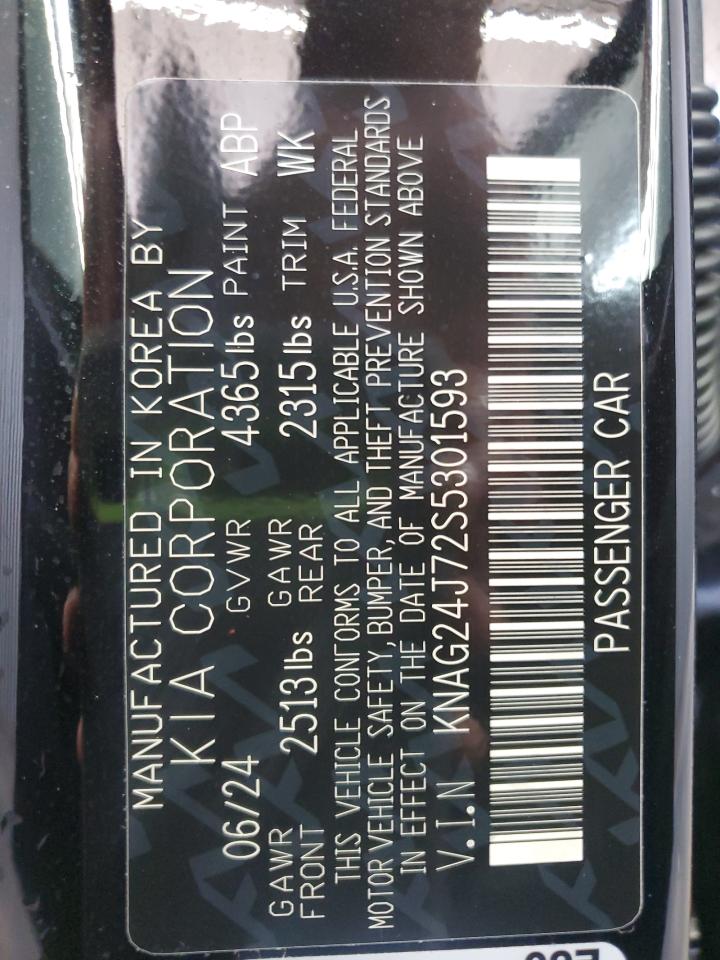 MANUFACTURED IN KOREA BY
KIA CORPORATION
06/24 GVWR 4365lbs PAINT ABP
GAWR FRONT 2513lbs GAWR REAR 2315lbs TRIM WK
THIS VEHICLE CONFORMS TO ALL APPLICABLE U.S.A. FEDERAL
MOTOR VEHICLE SAFETY, BUMPER, AND THEFT PREVENTION STANDARDS
IN EFFECT ON THE DATE OF MANUFACTURE SHOWN ABOVE
V.I.N KNAG24J72S5301593
PASSENGER CAR